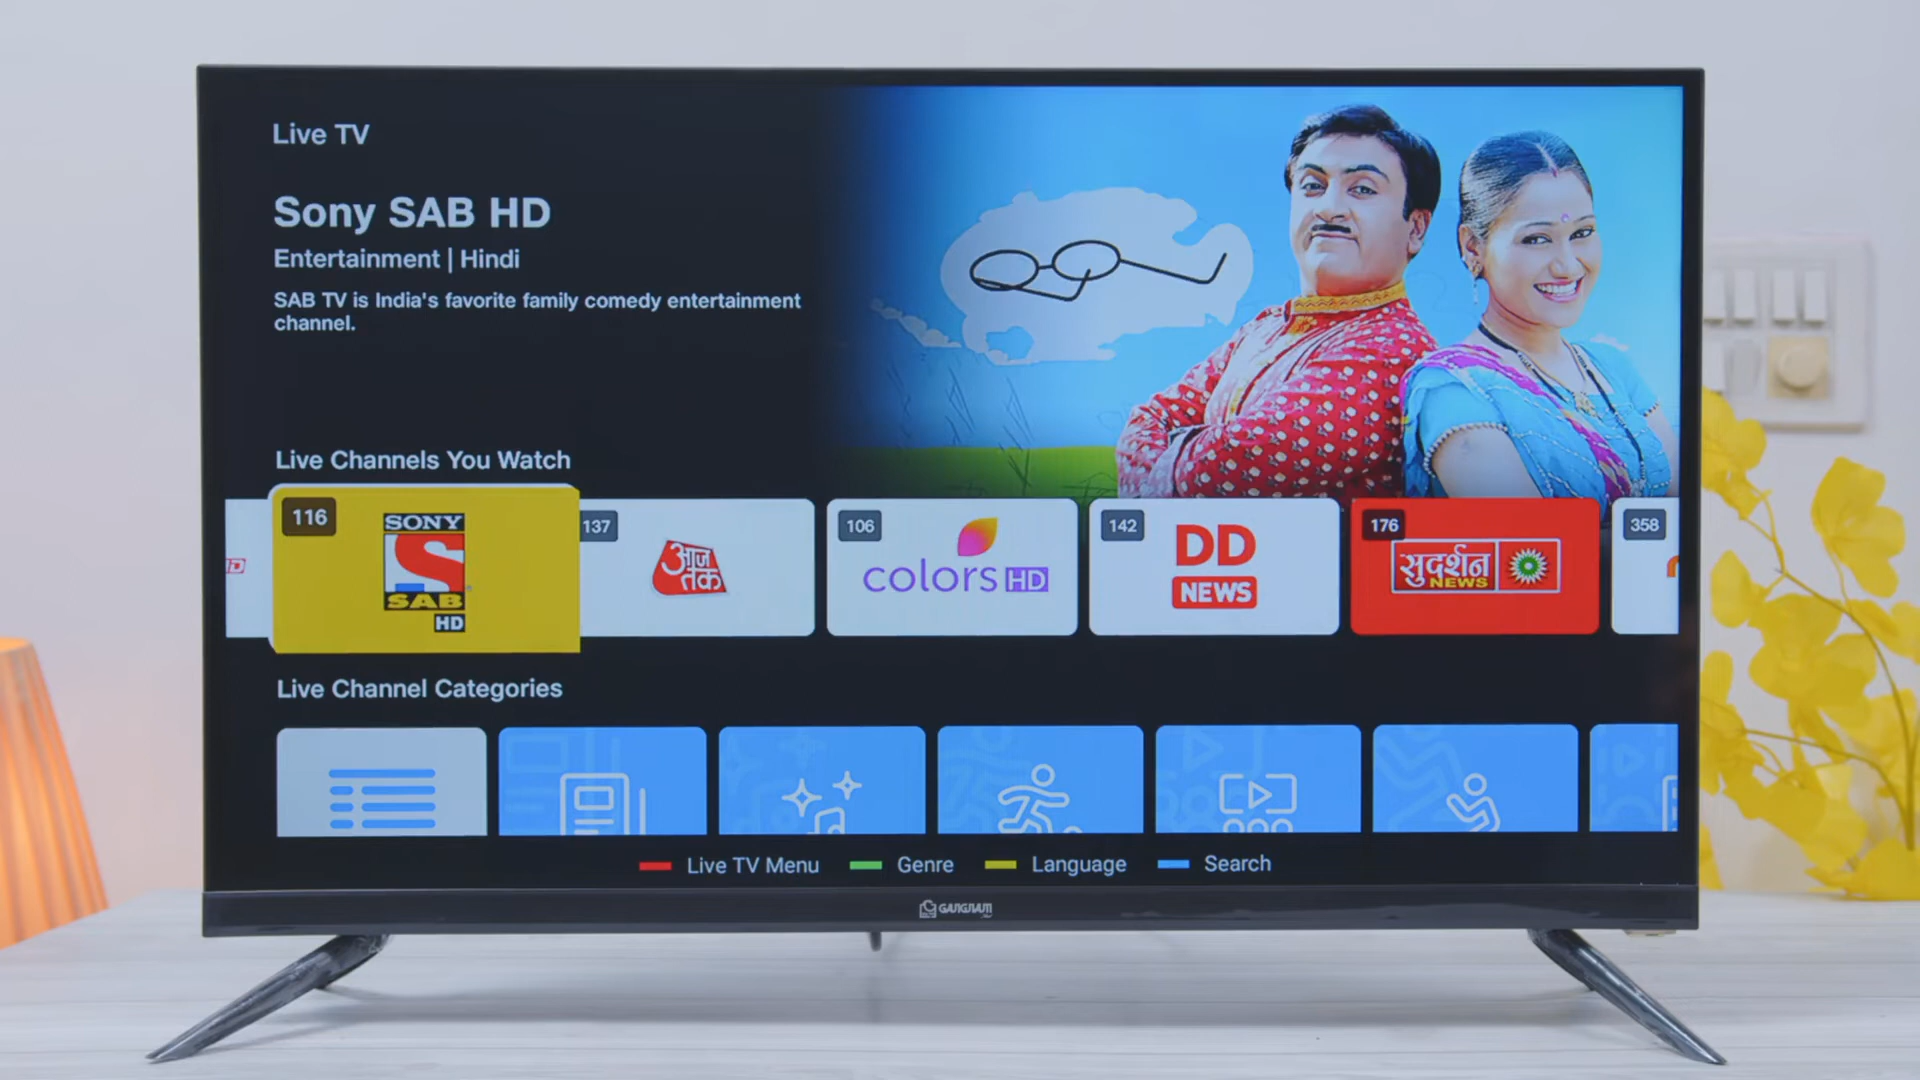 Live TV
Sony SAB HD
Entertainment | Hindi
SAB TV is India's favorite family comedy entertainment
channel.
Live Channels You Watch
HD
116
SONY
SAB
HD
137
आज
तक
106
colors HD
142
DD
NEWS
176
सुदर्शन
NEWS
358
Live Channel Categories
Live TV Menu
Genre
Language
Search